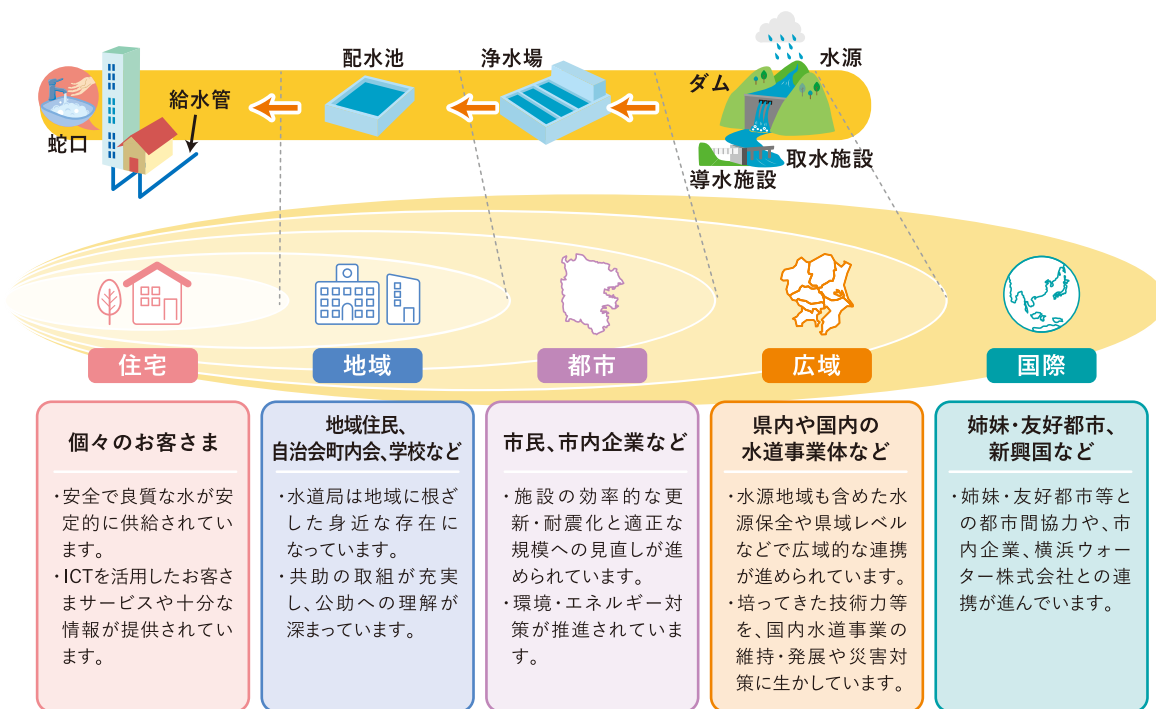 蛇口
給水管
配水池
浄水場
ダム
水源
取水施設
導水施設
住宅
地域
都市
広域
国際
個々のお客さま
・安全で良質な水が安
定的に供給されてい
ます。
・ICTを活用したお客さ
まサービスや十分な
情報が提供されてい
ます。
地域住民、
自治会町内会、学校など
・水道局は地域に根ざ
した身近な存在に
なっています。
・共助の取組が充実
し、公助への理解が
深まっています。
市民、市内企業など
・施設の効率的な更
新・耐震化と適正な
規模への見直しが進
められています。
・環境・エネルギー対
策が推進されていま
す。
県内や国内の
水道事業体など
・水源地域も含めた水
源保全や県域レベル
などで広域的な連携
が進められています。
・培ってきた技術力等
を、国内水道事業の
維持・発展や災害対
策に生かしています。
姉妹・友好都市、
新興国など
・姉妹・友好都市等と
の都市間協力や、市
内企業、横浜ウォー
ター株式会社との連
携が進んでいます。